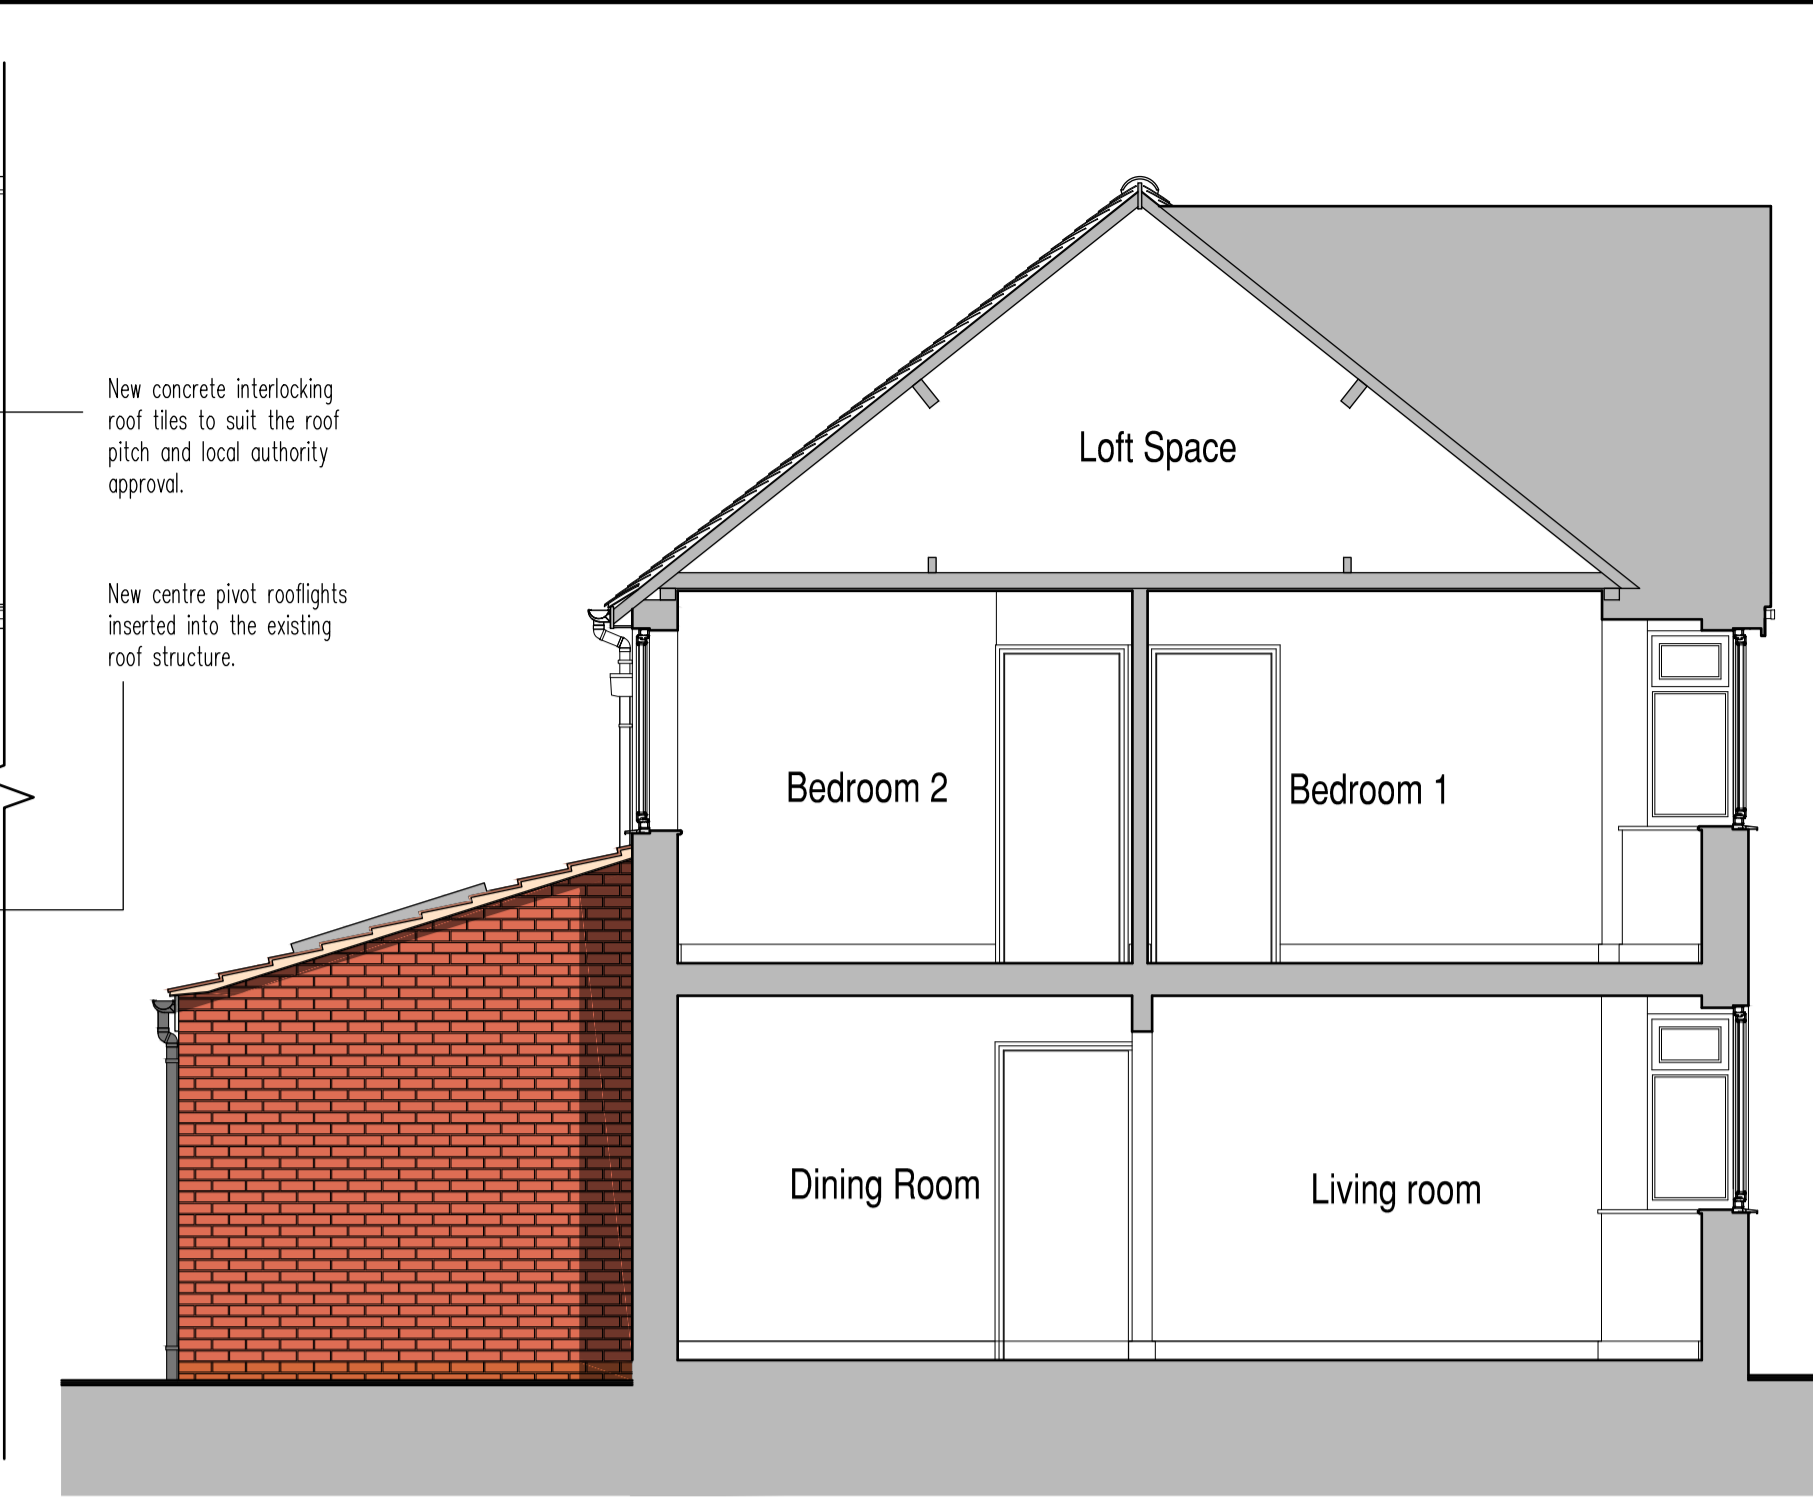 New concrete interlocking
roof tiles to suit the roof
pitch and local authority
approval.
New centre pivot rooflights
inserted into the existing
roof structure.
Loft Space
Bedroom 2
Bedroom 1
Dining Room
Living room